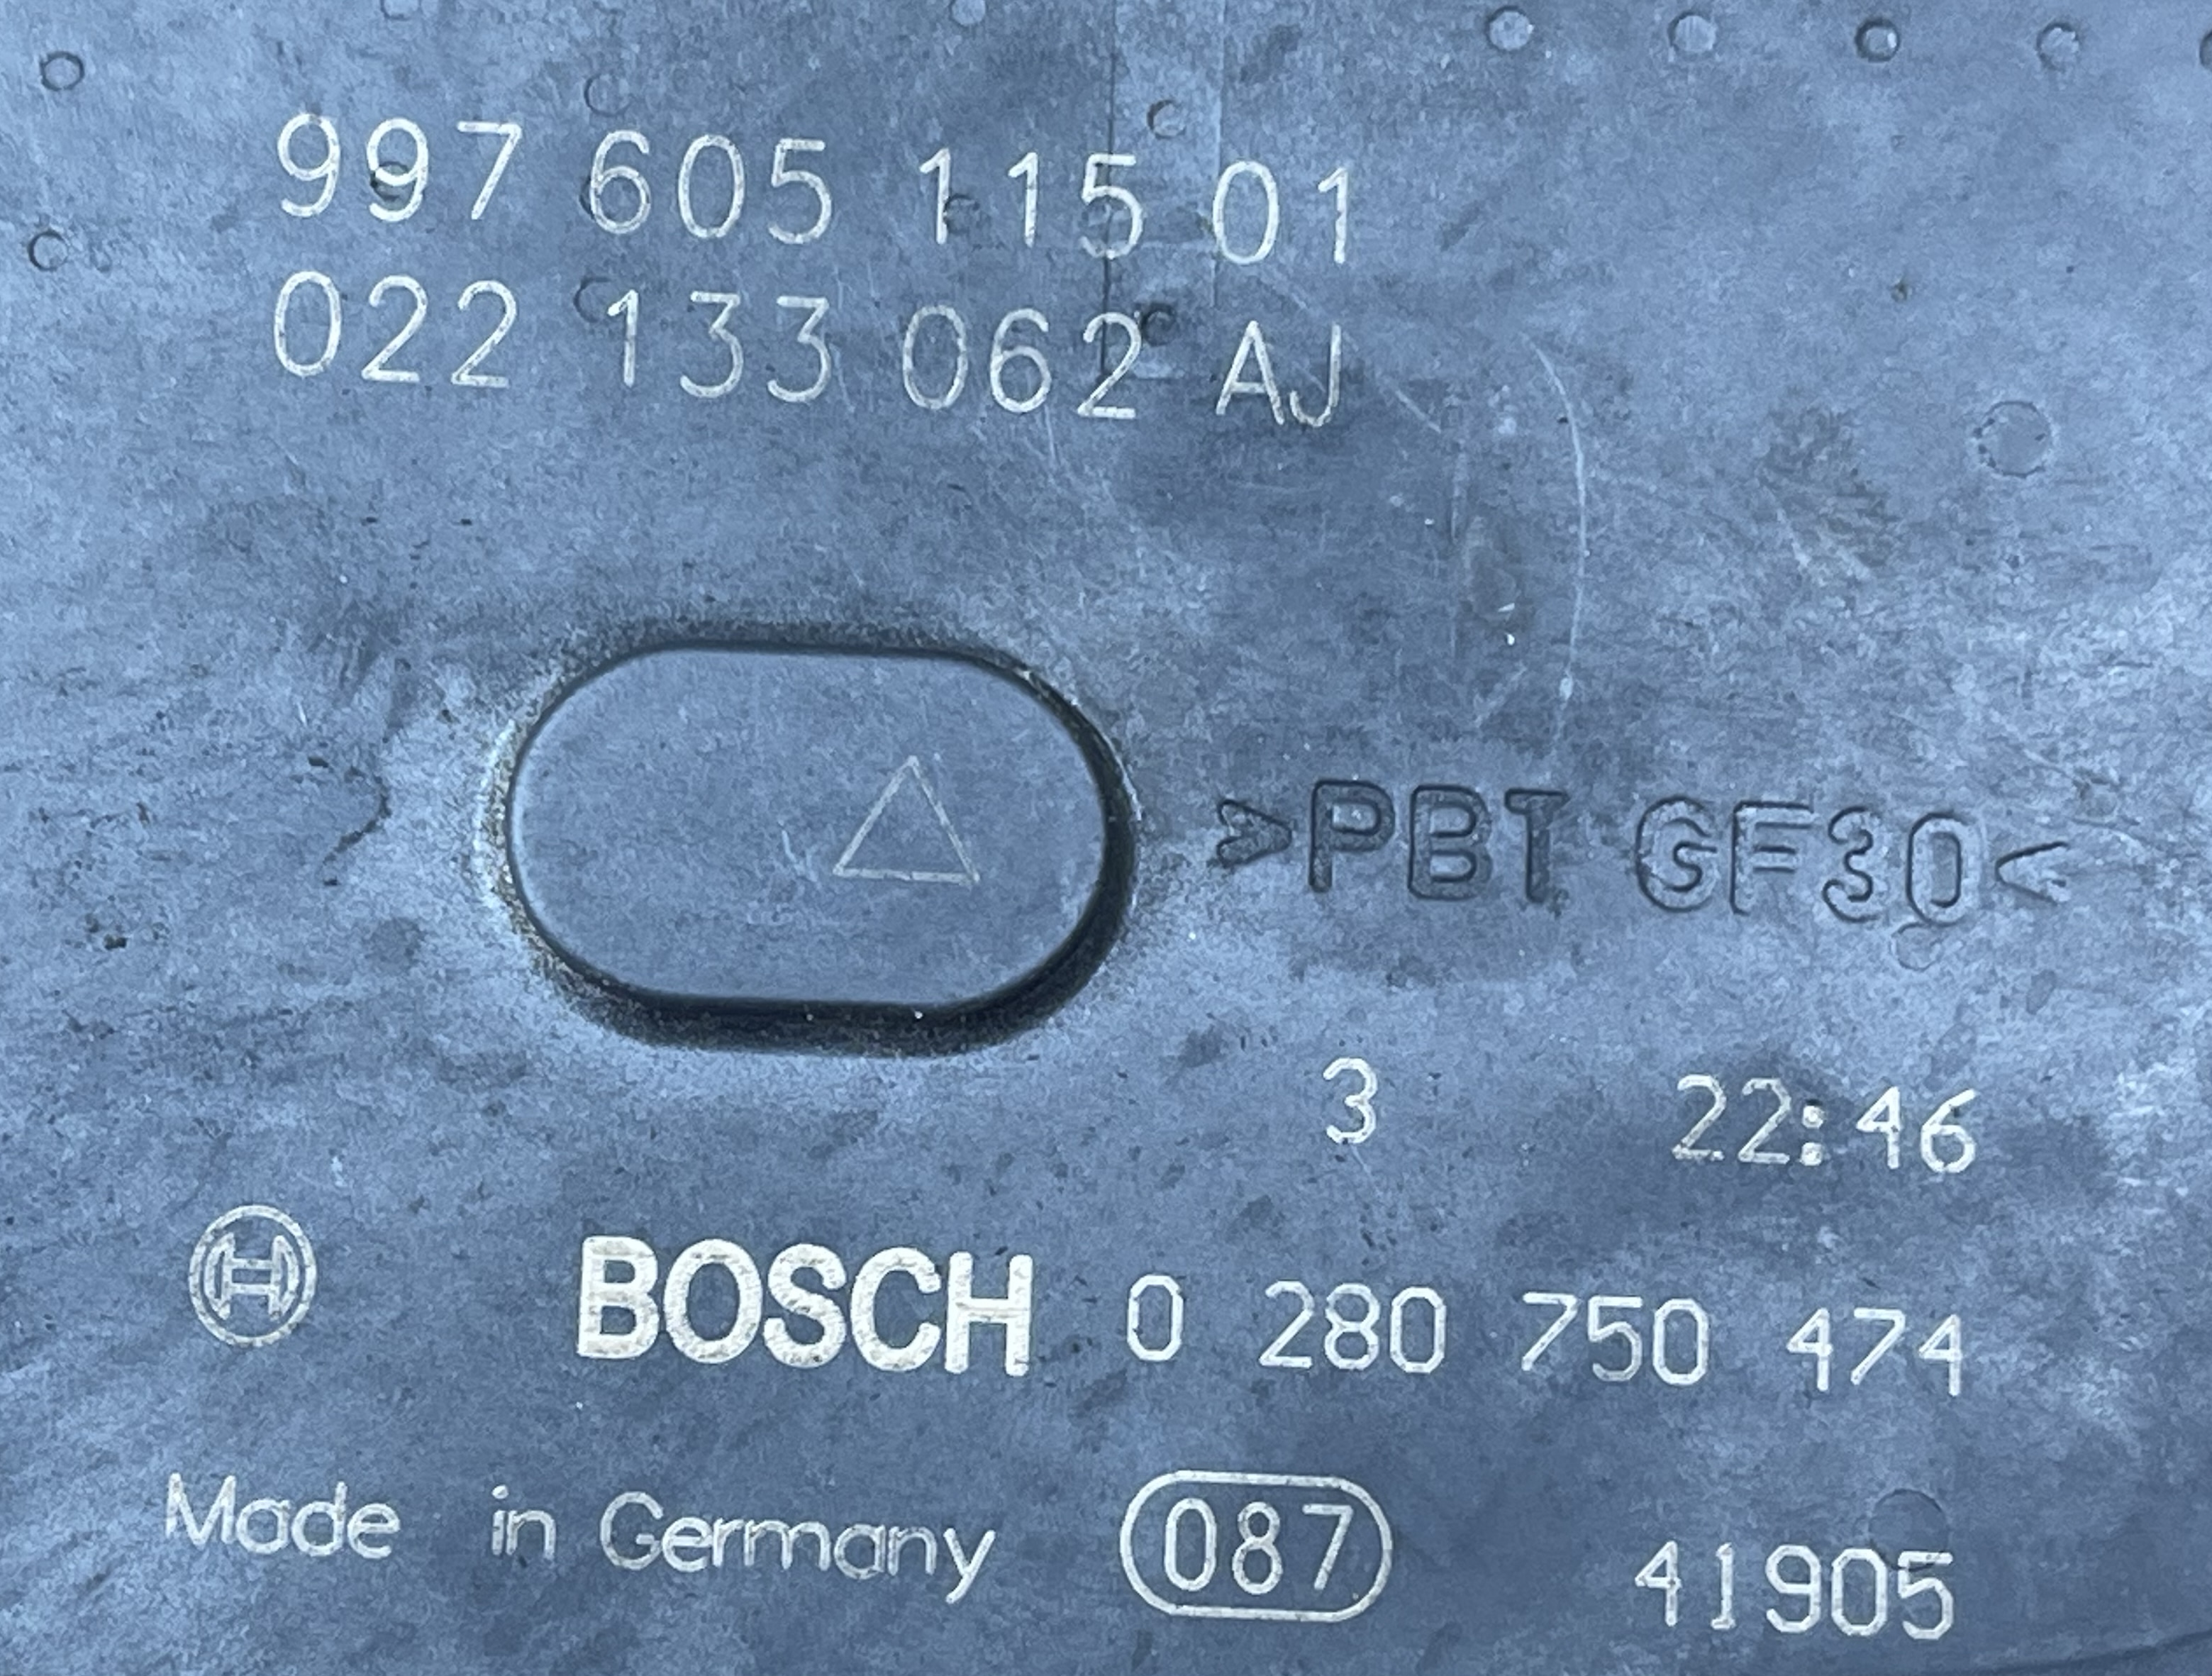 997 605 115 01
022 133 062 AJ
>PBT GF30<
3 22:46
BOSCH 0 280 750 474
Made in Germany 087 41905